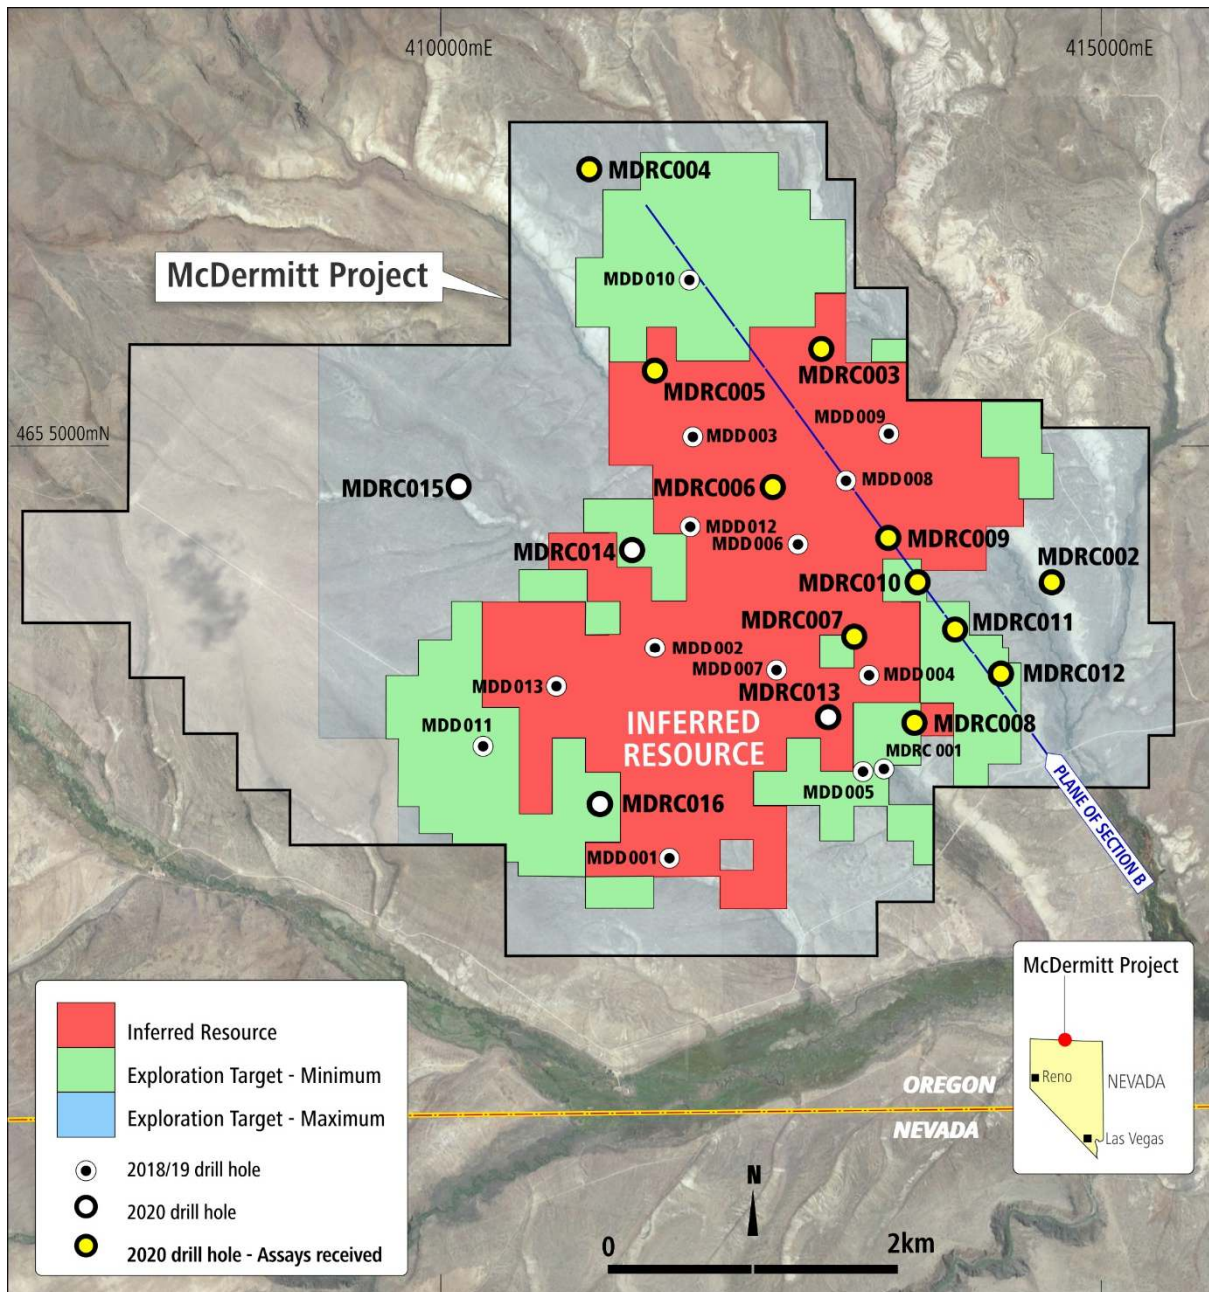 410000mE
415000mE
MDRC004
McDermitt Project
MDD010
MDRC003
MDRC005
MDD009
465 5000mN
MDD003
MDD008
MDRC015
MDRC006
MDD012
MDD006
MDRC009
MDRC014
MDRC002
MDRC010
MDRC011
MDRC007
MDD002
MDD007
MDD004
MDRC012
MDD013
MDRC013
INFERRED
RESOURCE
MDRC008
MDD011
MDRC 001
MDD005
PLANE OF SECTION B
MDRC016
MDD001
McDermitt Project
Reno
NEVADA
Las Vegas
Inferred Resource
Exploration Target - Minimum
Exploration Target - Maximum
2018/19 drill hole
2020 drill hole
2020 drill hole - Assays received
OREGON
NEVADA
N
0
2km